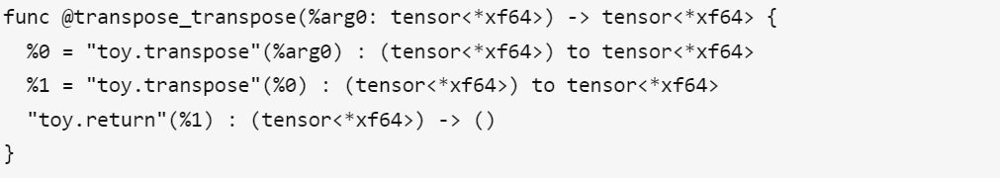 func @transpose_transpose(%arg0: tensor<*xf64>) -> tensor<*xf64> {
  %0 = "toy.transpose"(%arg0) : (tensor<*xf64>) to tensor<*xf64>
  %1 = "toy.transpose"(%0) : (tensor<*xf64>) to tensor<*xf64>
  "toy.return"(%1) : (tensor<*xf64>) -> ()
}